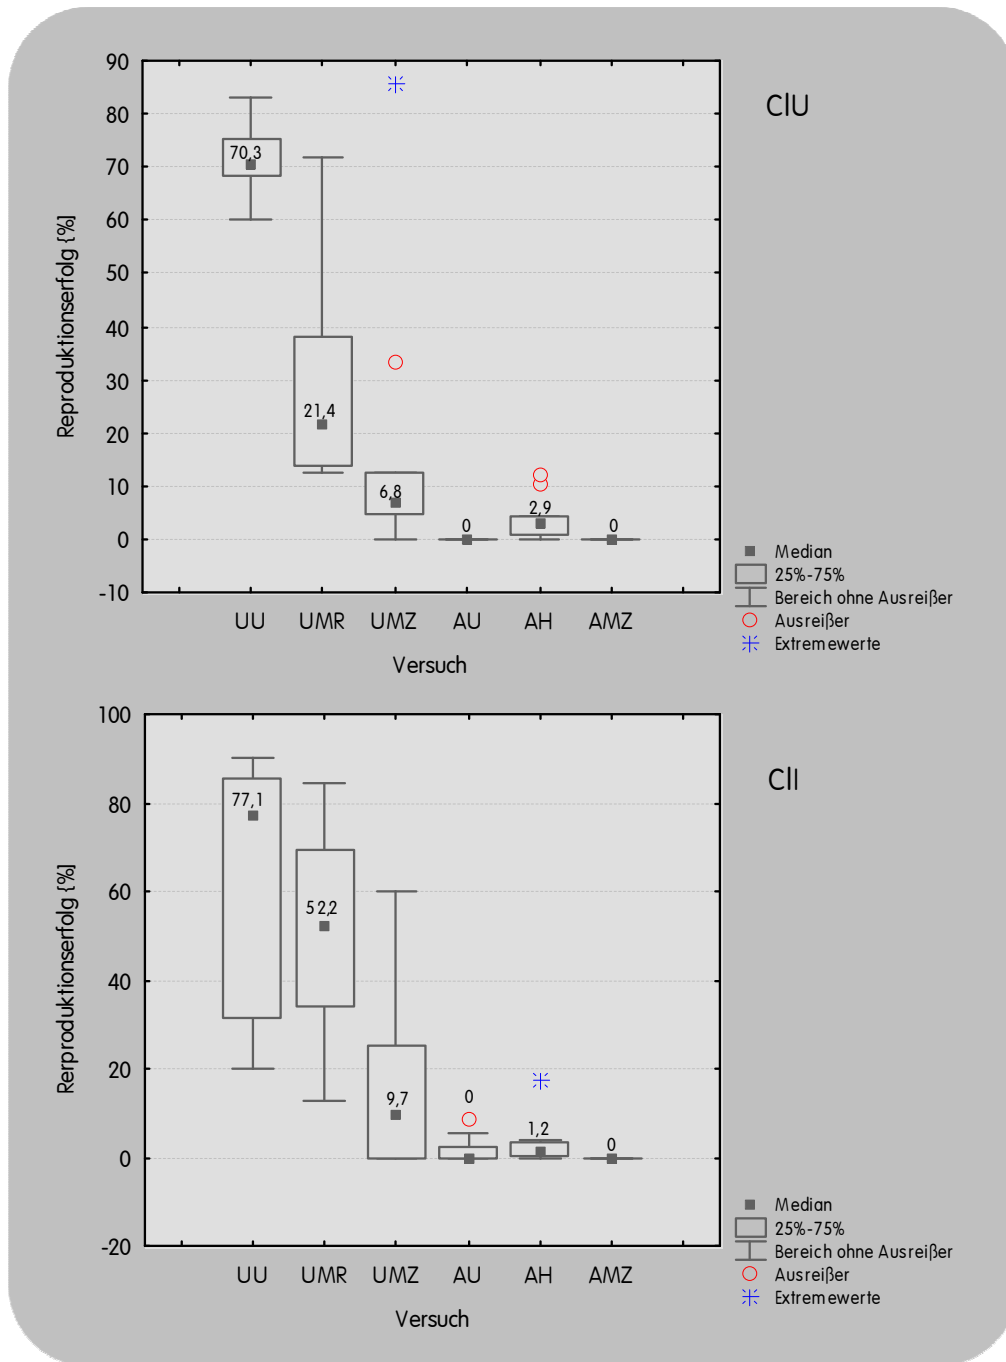 90
80
70
60
50
40
30
20
10
0
-10
Reproduktionserfolg {%]
70,3
21,4
6,8
0
2,9
0
UU UMR UMZ AU AH AMZ
Versuch
ClU
Median
25%-75%
Bereich ohne Ausreißer
Ausreißer
Extremewerte
100
80
60
40
20
0
-20
Rerproduktionserfolg {%]
77,1
52,2
9,7
0
1,2
0
UU UMR UMZ AU AH AMZ
Versuch
ClI
Median
25%-75%
Bereich ohne Ausreißer
Ausreißer
Extremewerte